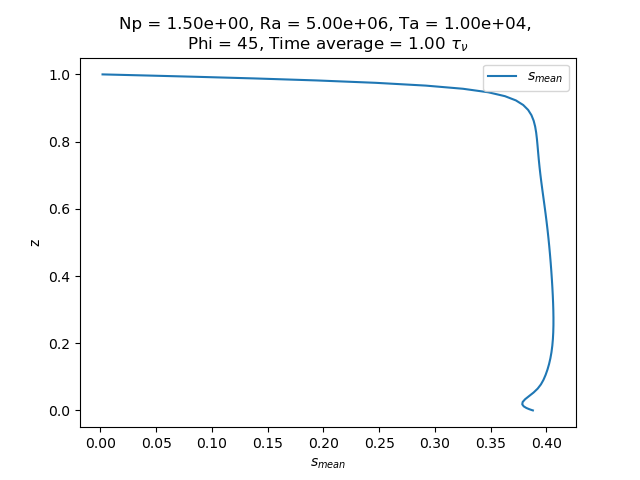 Np = 1.50e+00, Ra = 5.00e+06, Ta = 1.00e+04,
Phi = 45, Time average = 1.00 τν
s_mean
1.0
0.8
0.6
0.4
0.2
0.0
z
0.00 0.05 0.10 0.15 0.20 0.25 0.30 0.35 0.40
s_mean